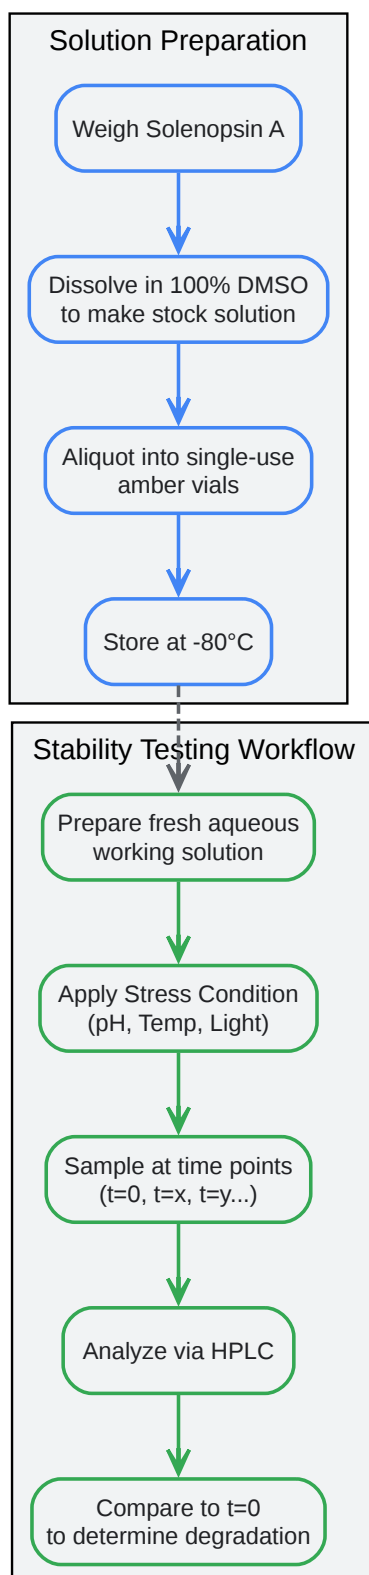 Solution Preparation
Weigh Solenopsin A
Dissolve in 100% DMSO
to make stock solution
Aliquot into single-use
amber vials
Store at -80°C
Stability Testing Workflow
Prepare fresh aqueous
working solution
Apply Stress Condition
(pH, Temp, Light)
Sample at time points
(t=0, t=x, t=y...)
Analyze via HPLC
Compare to t=0
to determine degradation